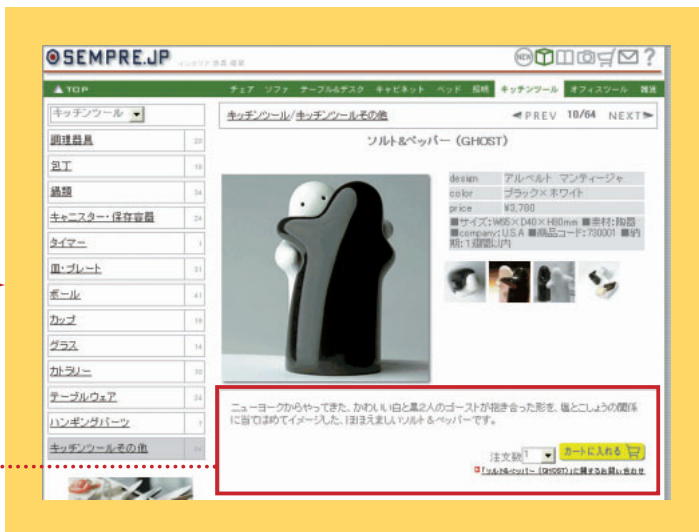 SEMPRE.JP
NEW
?
▲ TOP
チェア ソファ テーブル&デスク キャビネット ベッド 照明 キッチンツール オフィスツール 雑貨
キッチンツール
キッチンツール/キッチンツールその他
PREV 10/64 NEXT
調理器具
包丁
鍋類
キャニスター・保存容器 24
タイマー
皿・プレート
ボール 41
カップ
グラス
カトラリー
テーブルウェア
ハンギングパーツ
キッチンツールその他
ソルト&ペッパー (GHOST)
design アルベルト マンティージャ
color ブラック×ホワイト
price ¥3,780
■サイズ:W55×D40×H80mm ■素材:陶器
■company:U.S.A ■商品コード:730001 ■納
期:1週間以内
ニューヨークからやってきた、かわいい白と黒2人のゴーストが抱き合った形を、塩とこしょうの関係
に当てはめてイメージした、ほほえましいソルト&ペッパーです。
注文数 1 カートに入れる
「ソルト&ペッパー (GHOST)」に関するお問い合わせ